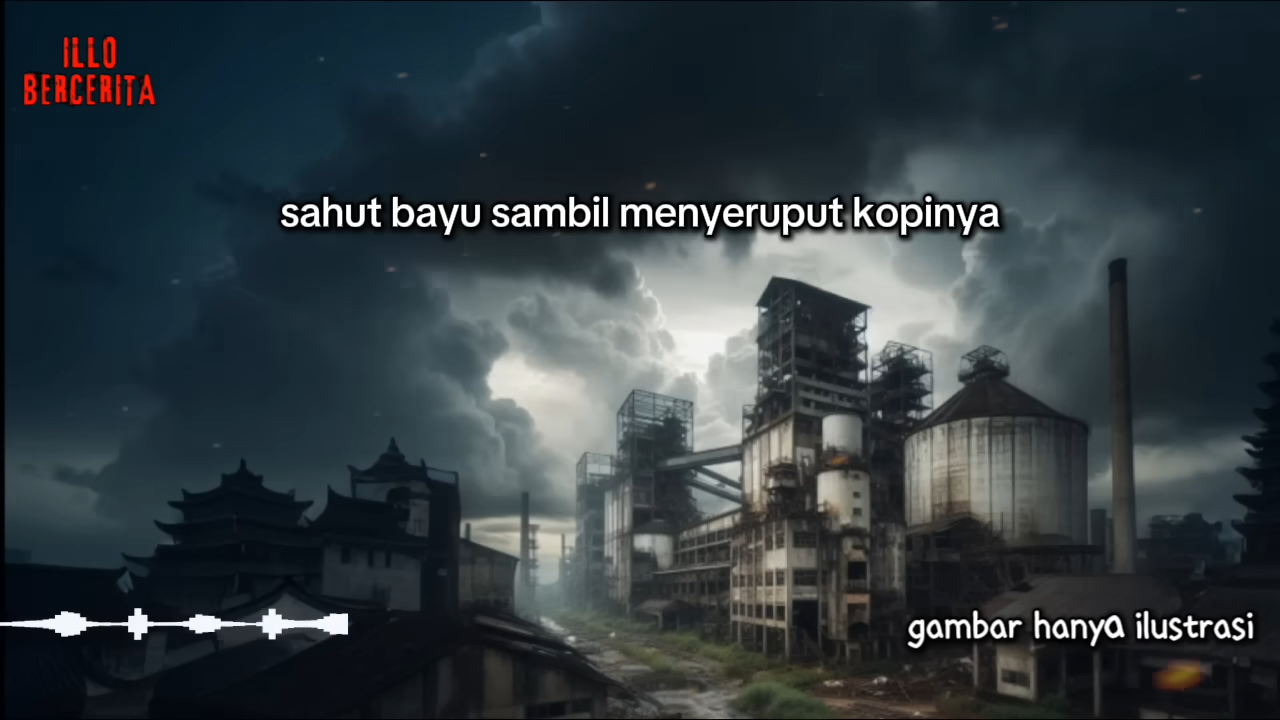 ILLO
BERCERITA
sahut bayu sambil menyeruput kopinya
gambar hanya ilustrasi